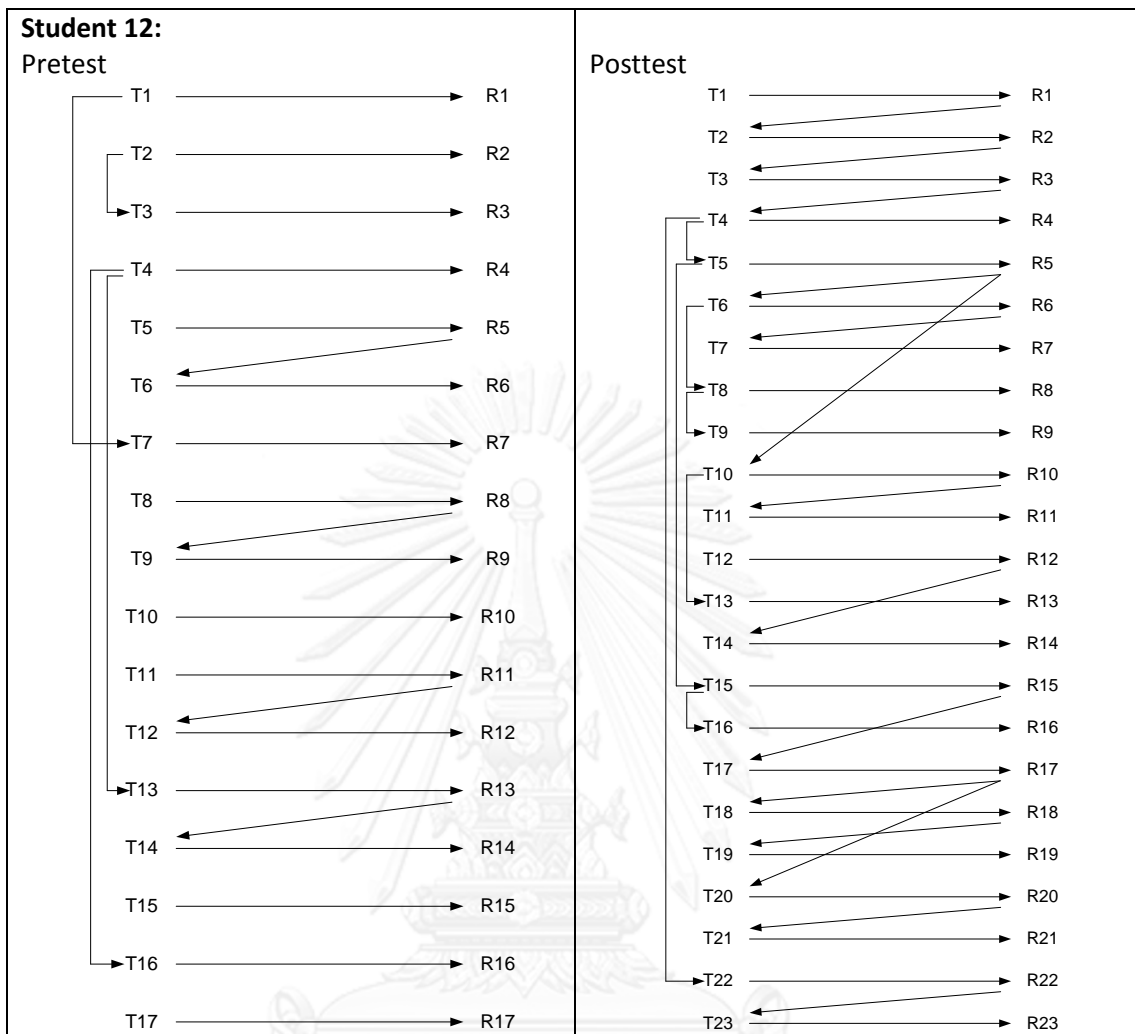 Student 12:
Pretest
T1 R1
T2 R2
T3 R3
T4 R4
T5 R5
T6 R6
T7 R7
T8 R8
T9 R9
T10 R10
T11 R11
T12 R12
T13 R13
T14 R14
T15 R15
T16 R16
T17 R17
Posttest
T1 R1
T2 R2
T3 R3
T4 R4
T5 R5
T6 R6
T7 R7
T8 R8
T9 R9
T10 R10
T11 R11
T12 R12
T13 R13
T14 R14
T15 R15
T16 R16
T17 R17
T18 R18
T19 R19
T20 R20
T21 R21
T22 R22
T23 R23